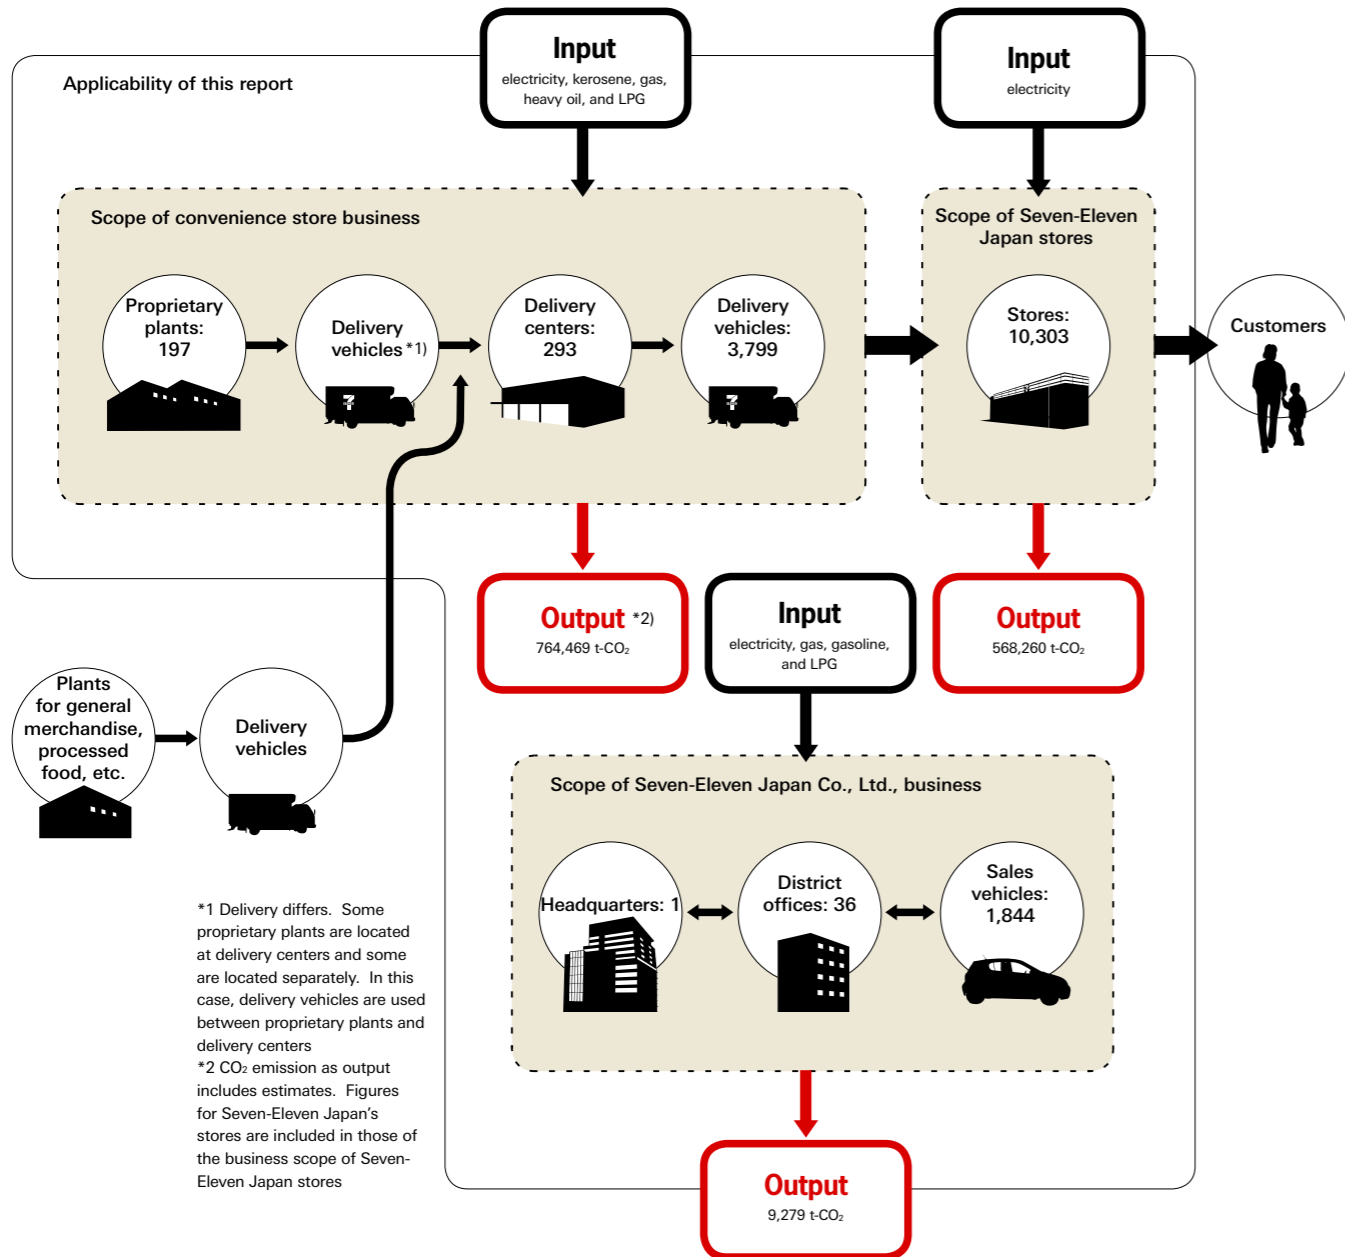 Input
electricity, kerosene, gas,
heavy oil, and LPG
Input
electricity
Applicability of this report
Scope of convenience store business
Proprietary
plants:
197
Delivery
vehicles *1)
Delivery
centers:
293
Delivery
vehicles:
3,799
Scope of Seven-Eleven
Japan stores
Stores:
10,303
Customers
Output *2)
764,469 t-CO₂
Input
electricity, gas, gasoline,
and LPG
Output
568,260 t-CO₂
Plants
for general
merchandise,
processed
food, etc.
Delivery
vehicles
Scope of Seven-Eleven Japan Co., Ltd., business
Headquarters: 1
District
offices: 36
Sales
vehicles:
1,844
*1 Delivery differs. Some
proprietary plants are located
at delivery centers and some
are located separately. In this
case, delivery vehicles are used
between proprietary plants and
delivery centers
*2 CO₂ emission as output
includes estimates. Figures
for Seven-Eleven Japan's
stores are included in those of
the business scope of Seven-
Eleven Japan stores
Output
9,279 t-CO₂